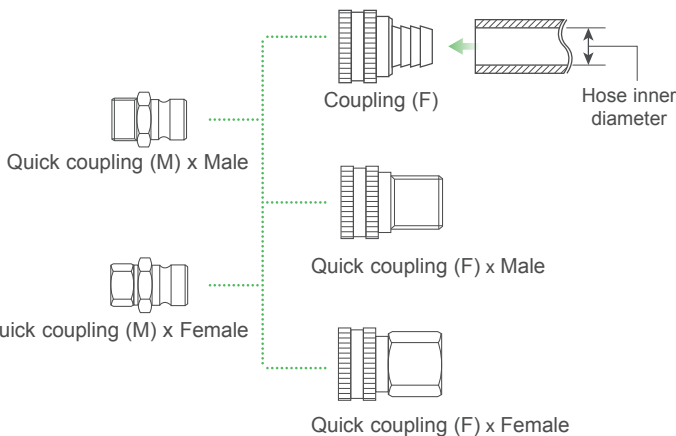 Coupling (F)
Hose inner
diameter
Quick coupling (M) x Male
Quick coupling (F) x Male
uick coupling (M) x Female
Quick coupling (F) x Female